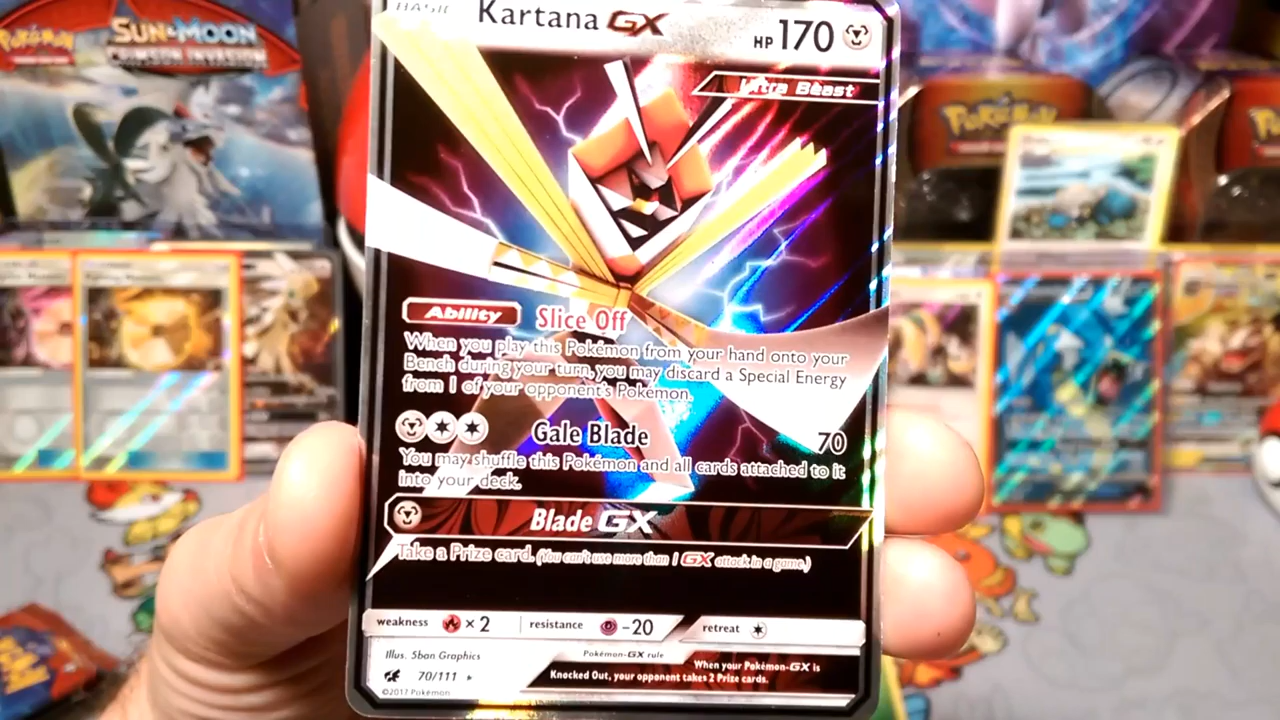 BASIC
Kartana GX
HP 170
Ultra Beast
Ability Slice Off
When you play this Pokémon from your hand onto your
Bench during your turn, you may discard a Special Energy
from 1 of your opponent's Pokémon.
Gale Blade 70
You may shuffle this Pokémon and all cards attached to it
into your deck.
Blade GX
Take a Prize card. (You can't use more than 1 GX attack in a game.)
weakness ×2 resistance -20 retreat
Illus. 5ban Graphics
Pokémon-GX rule
When your Pokémon-GX is
Knocked Out, your opponent takes 2 Prize cards.
70/111
©2017 Pokémon
Pokémon
SUN & MOON
CRIMSON INVASION
Pokémon